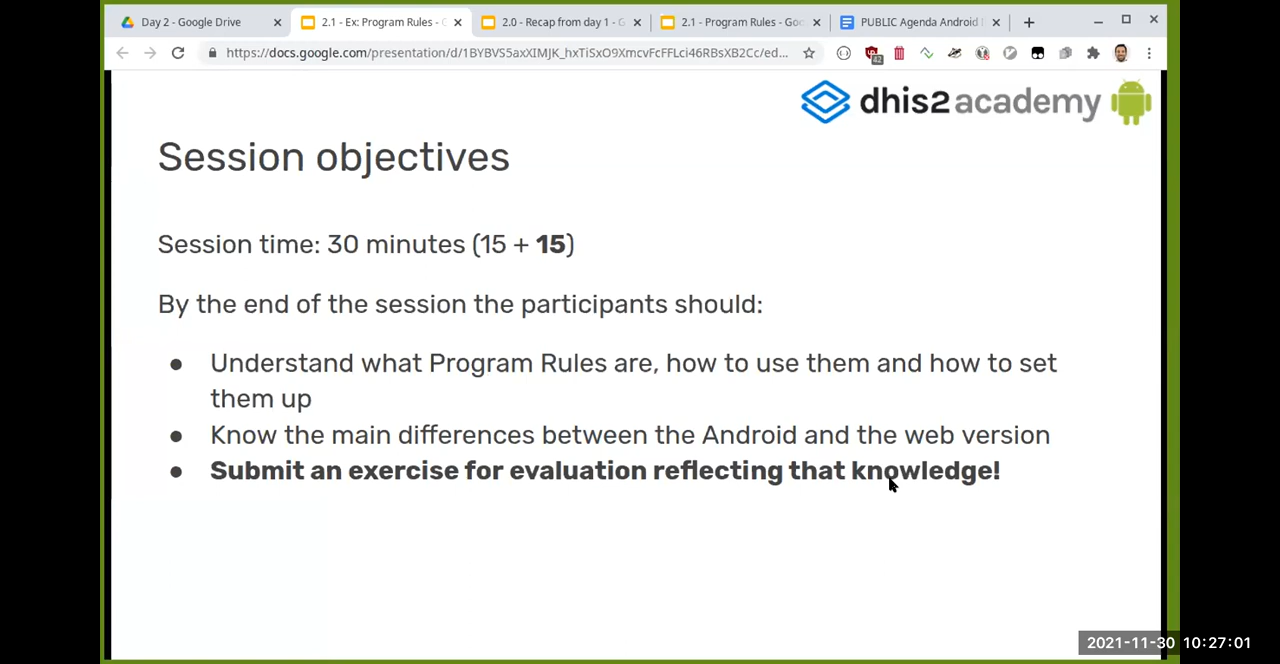 Day 2 - Google Drive
2.1 - Ex: Program Rules - G
2.0 - Recap from day 1 - G
2.1 - Program Rules - Goo
PUBLIC Agenda Android
https://docs.google.com/presentation/d/1BYBVS5axXIMJK_hxTiSxO9XmcvFcFFLci46RBsXB2Cc/ed...
42
dhis2 academy
Session objectives
Session time: 30 minutes (15 + 15)
By the end of the session the participants should:
● Understand what Program Rules are, how to use them and how to set
them up
● Know the main differences between the Android and the web version
● Submit an exercise for evaluation reflecting that knowledge!
2021-11-30 10:27:01